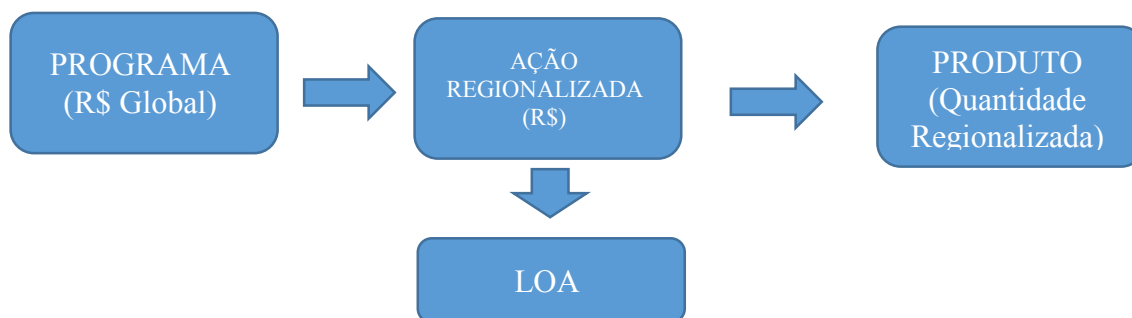 PROGRAMA
(R$ Global)
AÇÃO
REGIONALIZADA
(R$)
PRODUTO
(Quantidade
Regionalizada)
LOA